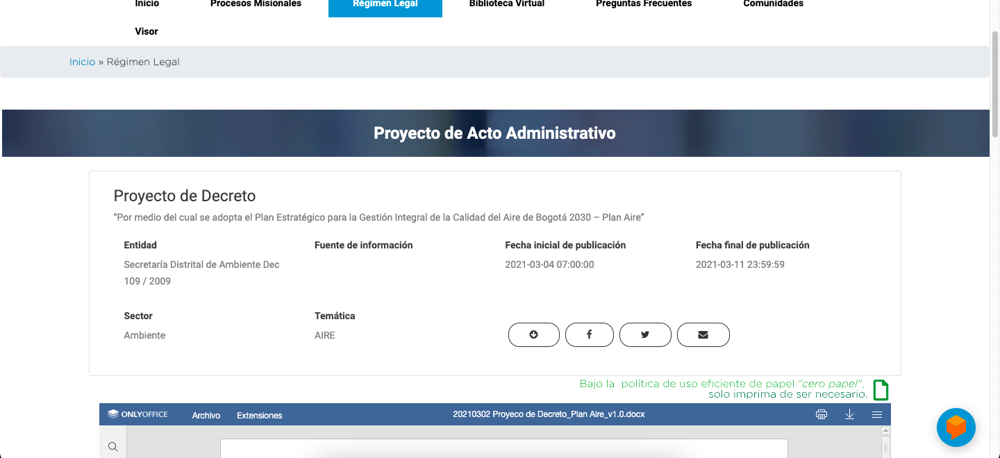 Inicio Procesos Misionales Régimen Legal Biblioteca Virtual Preguntas Frecuentes Comunidades
Visor
Inicio » Régimen Legal
Proyecto de Acto Administrativo
Proyecto de Decreto
“Por medio del cual se adopta el Plan Estratégico para la Gestión Integral de la Calidad del Aire de Bogotá 2030 – Plan Aire”
Entidad Fuente de información Fecha inicial de publicación Fecha final de publicación
Secretaría Distrital de Ambiente Dec 2021-03-04 07:00:00 2021-03-11 23:59:59
109 / 2009
Sector Temática
Ambiente AIRE
Bajo la política de uso eficiente de papel "cero papel",
solo imprima de ser necesario.
ONLYOFFICE Archivo Extensiones 20210302 Proyeco de Decreto_Plan Aire_v1.0.docx